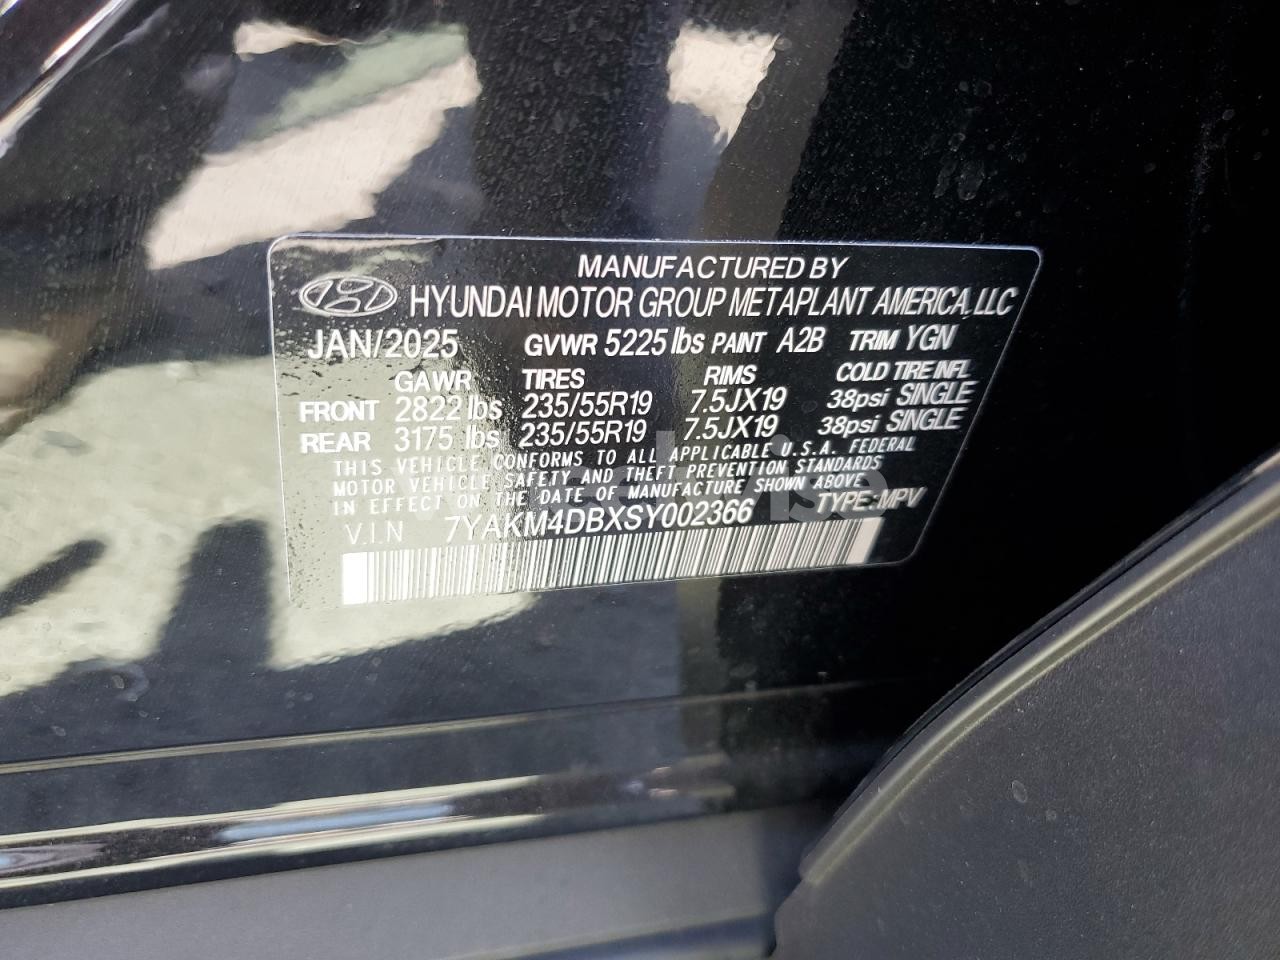 MANUFACTURED BY
HYUNDAI MOTOR GROUP METAPLANT AMERICA. LLC
JAN/2025 GVWR 5225 lbs PAINT A2B TRIM YGN
GAWR TIRES RIMS COLD TIRE INFL
FRONT 2822 lbs 235/55R19 7.5JX19 38psi SINGLE
REAR 3175 lbs 235/55R19 7.5JX19 38psi SINGLE
THIS VEHICLE CONFORMS TO ALL APPLICABLE U.S.A. FEDERAL
MOTOR VEHICLE SAFETY AND THEFT PREVENTION STANDARDS
IN EFFECT ON THE DATE OF MANUFACTURE SHOWN ABOVE
V.I.N 7YAKM4DBXSY002366 TYPE:MPV